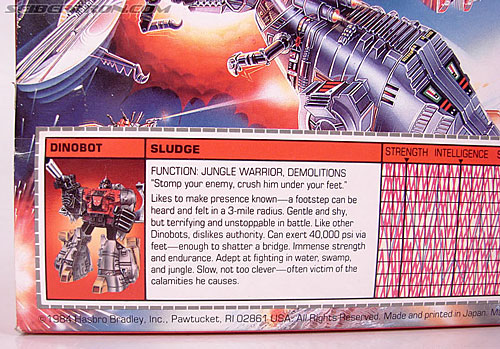 SEIBERTRON.COM
DINOBOT SLUDGE STRENGTH INTELLIGENCE
FUNCTION: JUNGLE WARRIOR, DEMOLITIONS
"Stomp your enemy, crush him under your feet."
Likes to make presence known—a footstep can be
heard and felt in a 3-mile radius. Gentle and shy,
but terrifying and unstoppable in battle. Like other
Dinobots, dislikes authority. Can exert 40,000 psi via
feet—enough to shatter a bridge. Immense strength
and endurance. Adept at fighting in water, swamp,
and jungle. Slow, not too clever—often victim of the
calamities he causes.
©1984 Hasbro Bradley, Inc., Pawtucket, RI 02861 USA. All Rights Reserved. Made and printed in Japan.